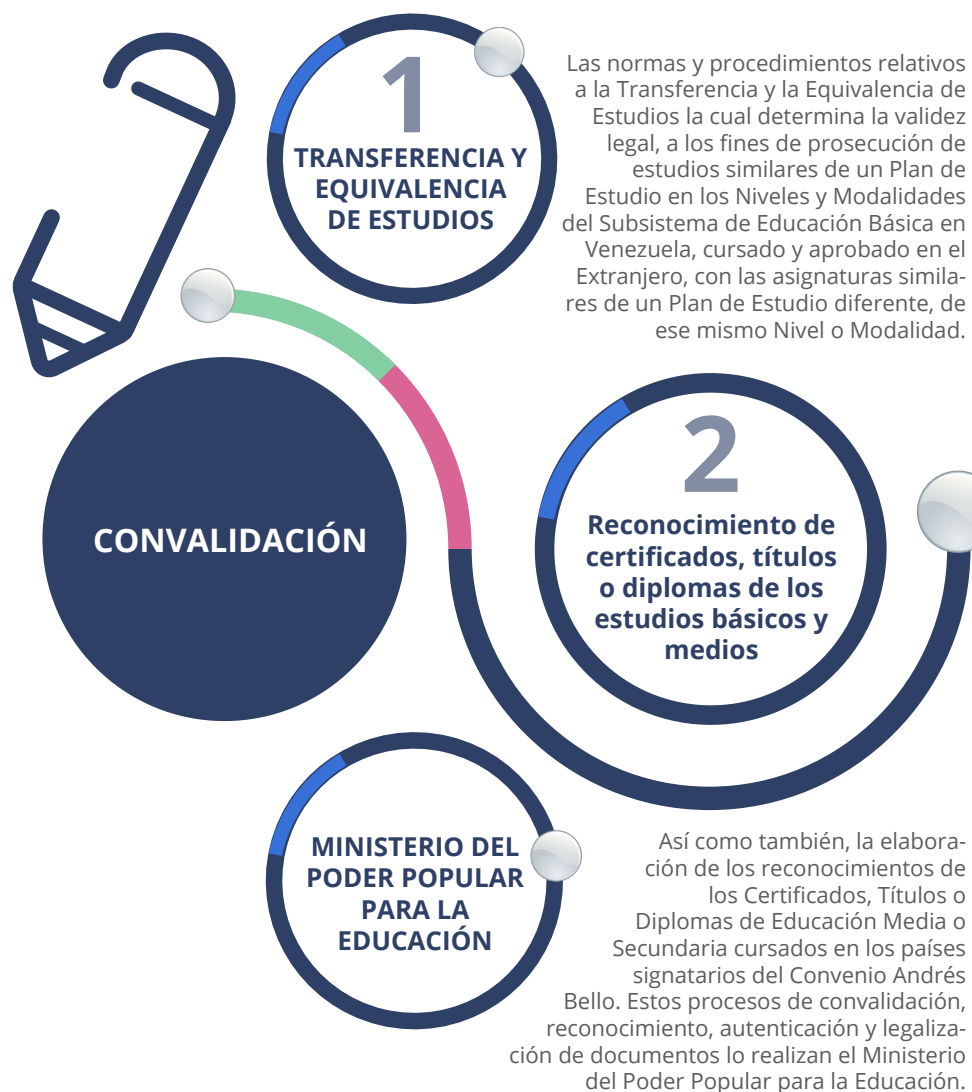 1
TRANSFERENCIA Y
EQUIVALENCIA
DE ESTUDIOS
Las normas y procedimientos relativos
a la Transferencia y la Equivalencia de
Estudios la cual determina la validez
legal, a los fines de prosecución de
estudios similares de un Plan de
Estudio en los Niveles y Modalidades
del Subsistema de Educación Básica en
Venezuela, cursado y aprobado en el
Extranjero, con las asignaturas simila-
res de un Plan de Estudio diferente, de
ese mismo Nivel o Modalidad.
CONVALIDACIÓN
2
Reconocimiento de
certificados, títulos
o diplomas de los
estudios básicos y
medios
MINISTERIO DEL
PODER POPULAR
PARA LA
EDUCACIÓN
Así como también, la elabora-
ción de los reconocimientos de
los Certificados, Títulos o
Diplomas de Educación Media o
Secundaria cursados en los países
signatarios del Convenio Andrés
Bello. Estos procesos de convalidación,
reconocimiento, autenticación y legaliza-
ción de documentos lo realizan el Ministerio
del Poder Popular para la Educación.